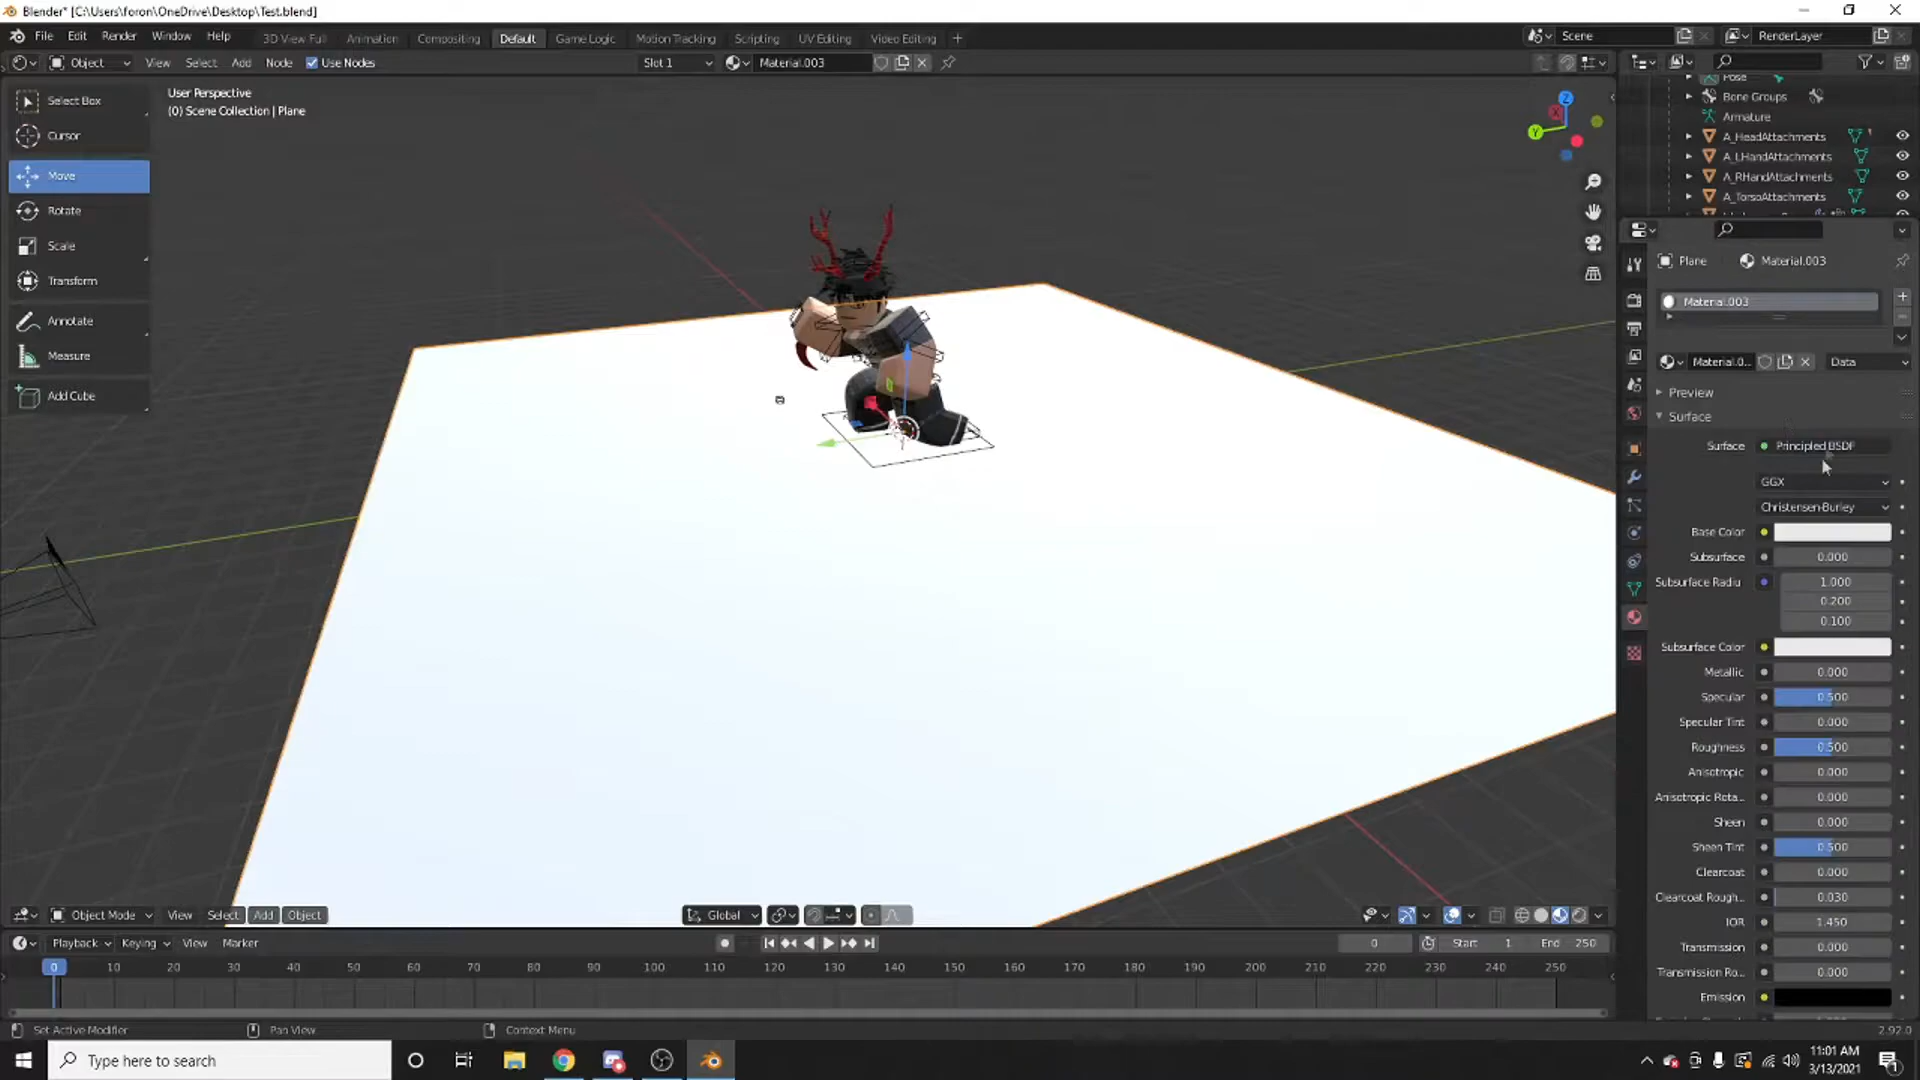 Blender* [C:\Users\foron\OneDrive\Desktop\Test.blend]
File Edit Render Window Help 3D View Full Animation Compositing Default Game Logic Motion Tracking Scripting UV Editing Video Editing + Scene RenderLayer
Object View Select Add Node Use Nodes Slot 1 Material.003
Select Box
Cursor
Move
Rotate
Scale
Transform
Annotate
Measure
Add Cube
User Perspective
(0) Scene Collection | Plane
Z
X
Y
Pose
Bone Groups
Armature
A_HeadAttachments
A_LHandAttachments
A_RHandAttachments
A_TorsoAttachments
Plane Material.003
Material.003
Material.0... Data
Preview
Surface
Surface Principled BSDF
GGX
Christensen-Burley
Base Color
Subsurface 0.000
Subsurface Radiu 1.000
0.200
0.100
Subsurface Color
Metallic 0.000
Specular 0.500
Specular Tint 0.000
Roughness 0.500
Anisotropic 0.000
Anisotropic Rota... 0.000
Sheen 0.000
Sheen Tint 0.500
Clearcoat 0.000
Clearcoat Rough... 0.030
IOR 1.450
Transmission 0.000
Transmission Ro... 0.000
Emission
Object Mode View Select Add Object Global
Playback Keying View Marker 0 Start 1 End 250
0 10 20 30 40 50 60 70 80 90 100 110 120 130 140 150 160 170 180 190 200 210 220 230 240 250
Set Active Modifier Pan View Context Menu 2.92.0
Type here to search
11:01 AM
3/13/2021
1